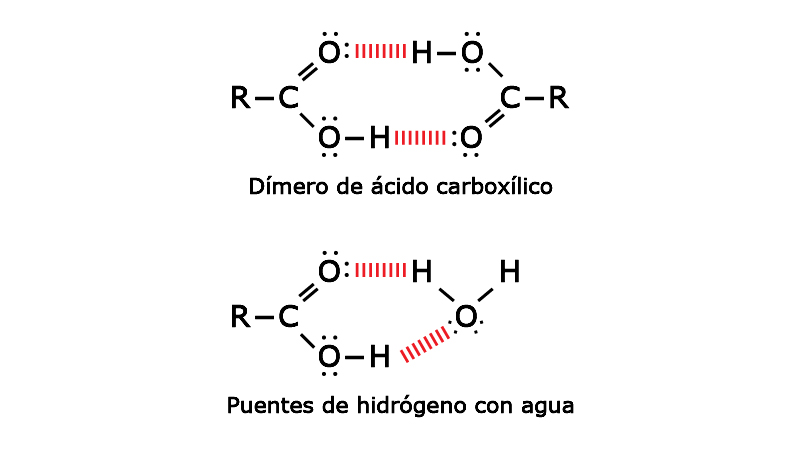 O H O
R C C R
O H O
Dímero de ácido carboxílico
O H H
R C O
O H
Puentes de hidrógeno con agua